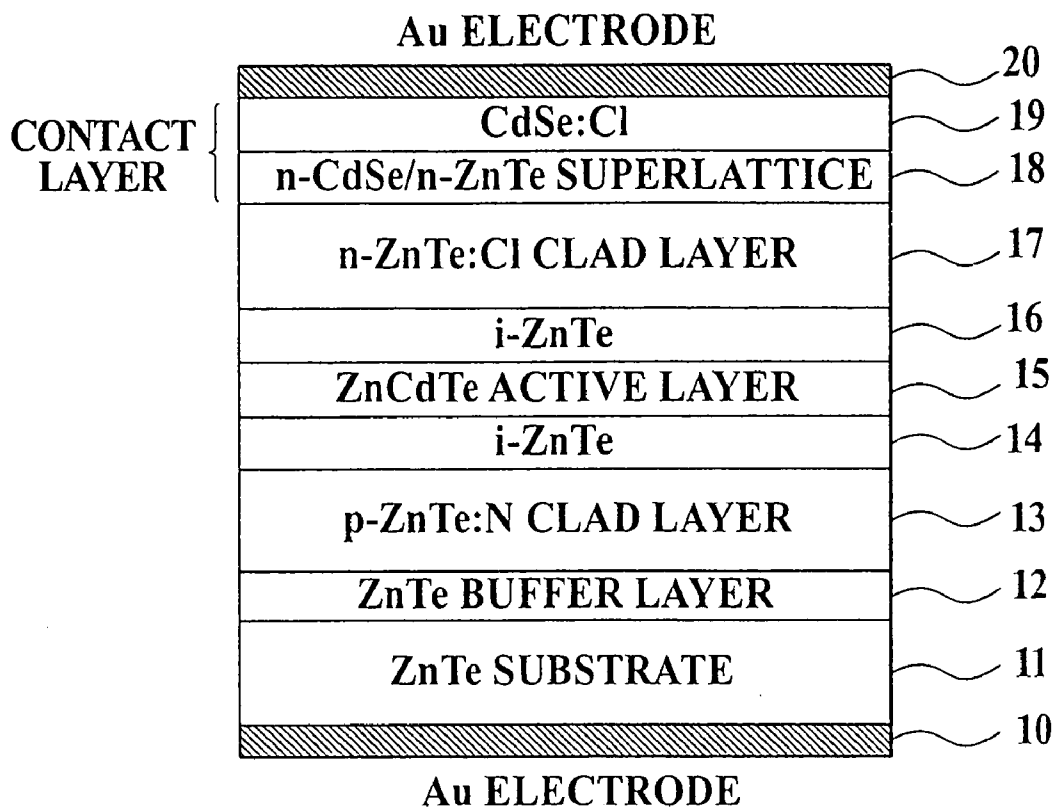 Au ELECTRODE
20
CdSe:Cl
19
CONTACT
LAYER
n-CdSe/n-ZnTe SUPERLATTICE
18
n-ZnTe:Cl CLAD LAYER
17
i-ZnTe
16
ZnCdTe ACTIVE LAYER
15
i-ZnTe
14
p-ZnTe:N CLAD LAYER
13
ZnTe BUFFER LAYER
12
ZnTe SUBSTRATE
11
10
Au ELECTRODE